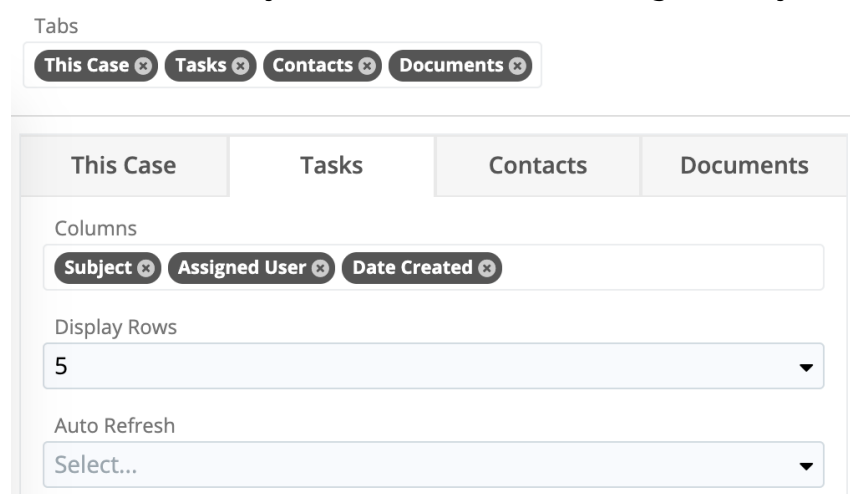 Tabs
This Case Tasks Contacts Documents
This Case Tasks Contacts Documents
Columns
Subject Assigned User Date Created
Display Rows
5
Auto Refresh
Select...